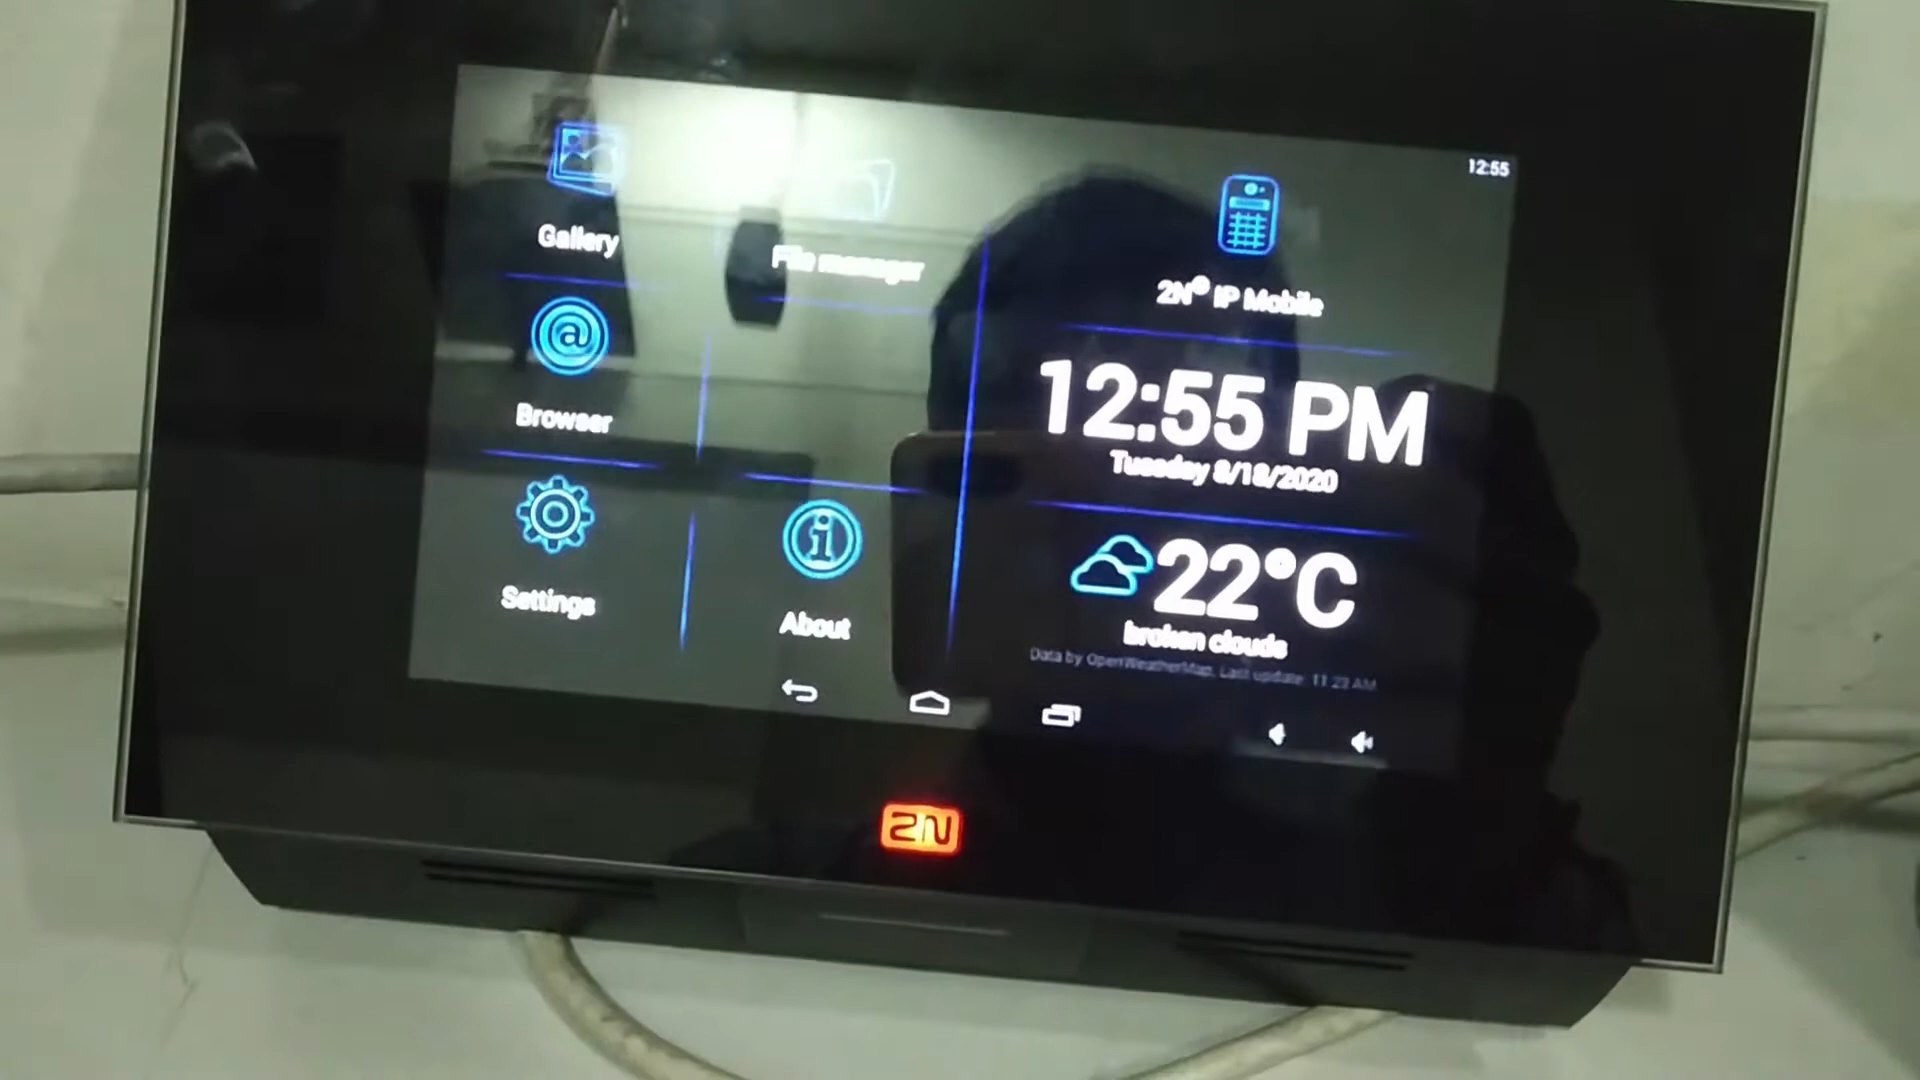 12:55
Gallery
File manager
2N® IP Mobile
Browser
12:55 PM
Tuesday 8/18/2020
Settings
About
22°C
broken clouds
Data by OpenWeatherMap, Last update: 11:23 AM
2N